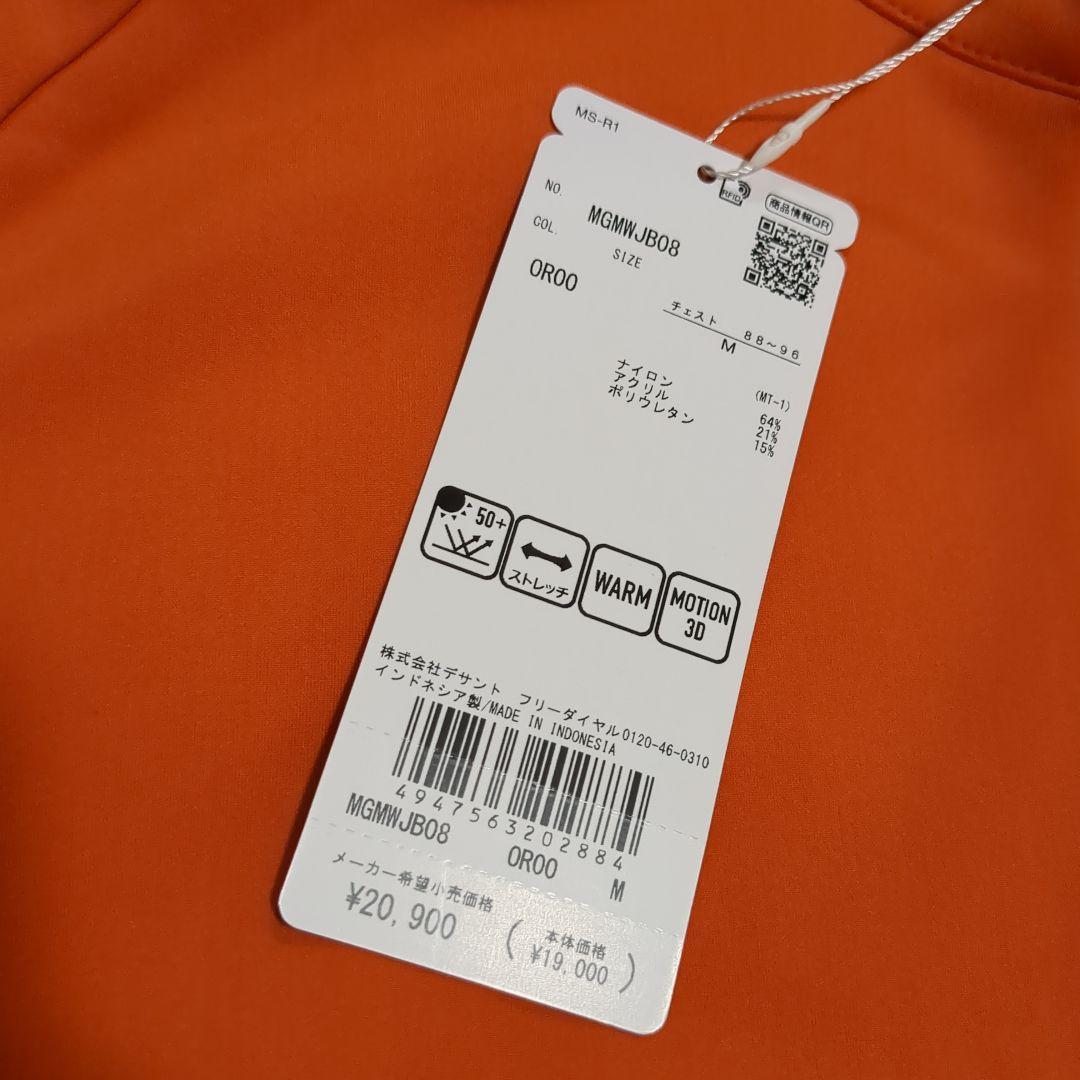 MS-R1
RFID
商品情報QR
NO.
MGMWJB08
COL.
SIZE
OR00
チェスト 88~96
M
(MT-1)
ナイロン 64%
アクリル 21%
ポリウレタン 15%
50+
ストレッチ
WARM
MOTION
3D
株式会社デサント フリーダイヤル0120-46-0310
インドネシア製/MADE IN INDONESIA
4947563202884
MGMWJB08 OR00 M
メーカー希望小売価格
¥20,900
(本体価格
¥19,000)